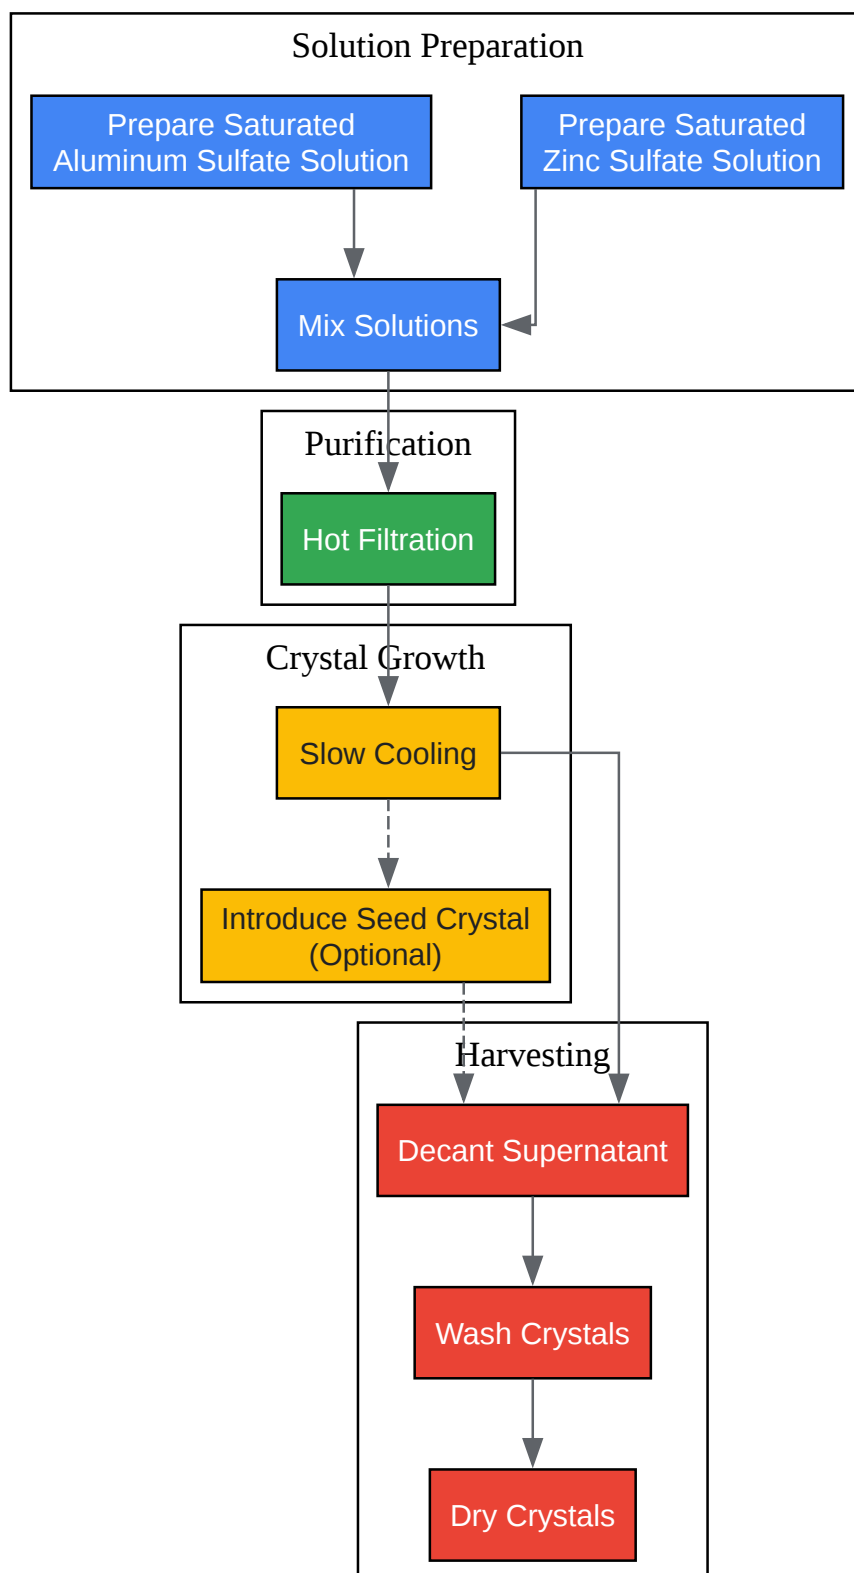 Solution Preparation
Prepare Saturated
Aluminum Sulfate Solution
Prepare Saturated
Zinc Sulfate Solution
Mix Solutions
Purification
Hot Filtration
Crystal Growth
Slow Cooling
Introduce Seed Crystal
(Optional)
Harvesting
Decant Supernatant
Wash Crystals
Dry Crystals